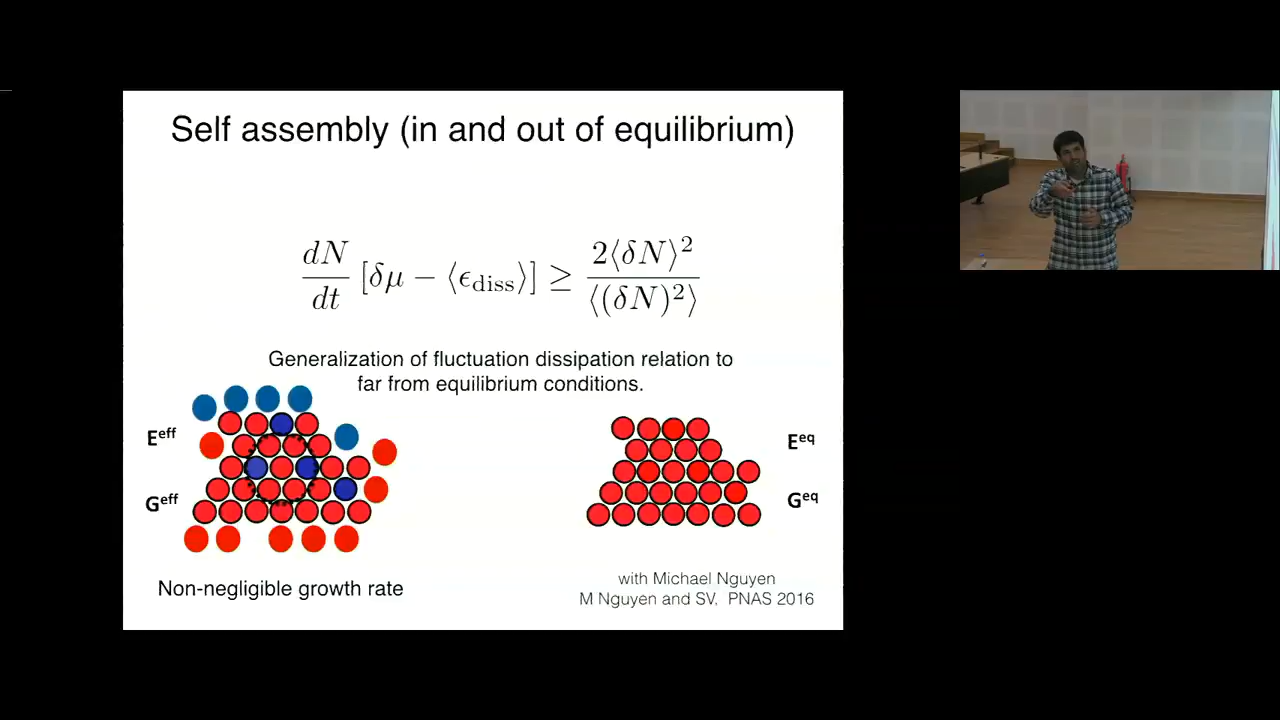 Self assembly (in and out of equilibrium)
dN/dt [δμ − ⟨ϵ_diss⟩] ≥ 2⟨δN⟩² / ⟨(δN)²⟩
Generalization of fluctuation dissipation relation to
far from equilibrium conditions.
E^eff
G^eff
E^eq
G^eq
Non-negligible growth rate
with Michael Nguyen
M Nguyen and SV, PNAS 2016